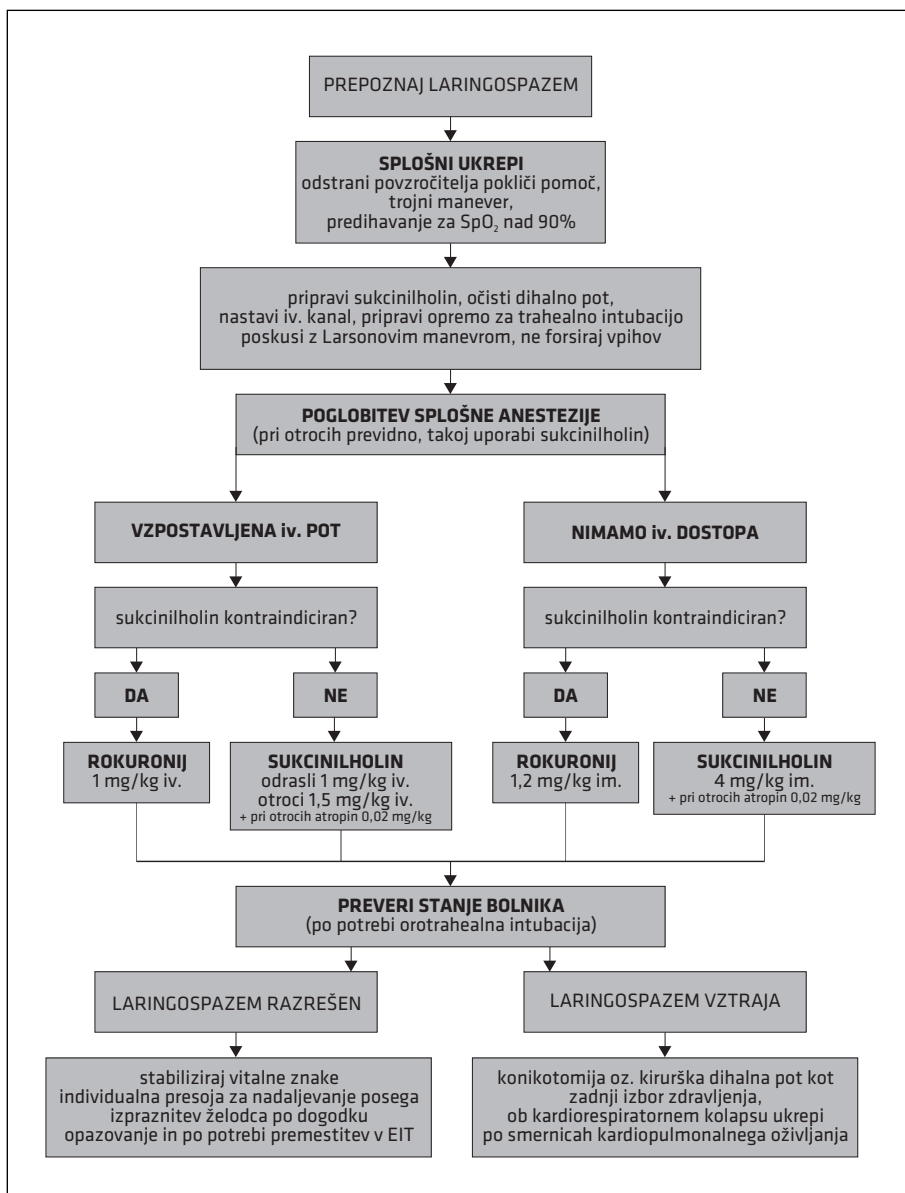 PREPOZNAJ LARINGOSPAZEM
SPLOŠNI UKREPI
odstrani povzročitelja pokliči pomoč,
trojni manever,
predihavanje za SpO₂ nad 90%
pripravi sukcinilholin, očisti dihalno pot,
nastavi iv. kanal, pripravi opremo za trahealno intubacijo
poskusi z Larsonovim manevrom, ne forsiraj vpihov
POGLOBITEV SPLOŠNE ANESTEZIJE
(pri otrocih previdno, takoj uporabi sukcinilholin)
VZPOSTAVLJENA iv. POT
NIMAMO iv. DOSTOPA
sukcinilholin kontraindiciran?
sukcinilholin kontraindiciran?
DA
NE
DA
NE
ROKURONIJ
1 mg/kg iv.
SUKCINILHOLIN
odrasli 1 mg/kg iv.
otroci 1,5 mg/kg iv.
+ pri otrocih atropin 0,02 mg/kg
ROKURONIJ
1,2 mg/kg im.
SUKCINILHOLIN
4 mg/kg im.
+ pri otrocih atropin 0,02 mg/kg
PREVERI STANJE BOLNIKA
(po potrebi orotrahealna intubacija)
LARINGOSPAZEM RAZREŠEN
LARINGOSPAZEM VZTRAJA
stabiliziraj vitalne znake
individualna presoja za nadaljevanje posega
izpraznitev želodca po dogodku
opazovanje in po potrebi premestitev v EIT
konikotomija oz. kirurška dihalna pot kot
zadnji izbor zdravljenja,
ob kardiorespiratornem kolapsu ukrepi
po smernicah kardiopulmonalnega oživljanja